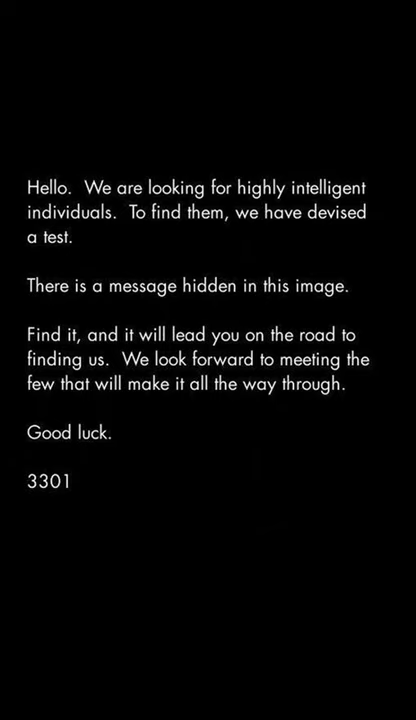 Hello.  We are looking for highly intelligent
individuals.  To find them, we have devised
a test.
There is a message hidden in this image.
Find it, and it will lead you on the road to
finding us.  We look forward to meeting the
few that will make it all the way through.
Good luck.
3301